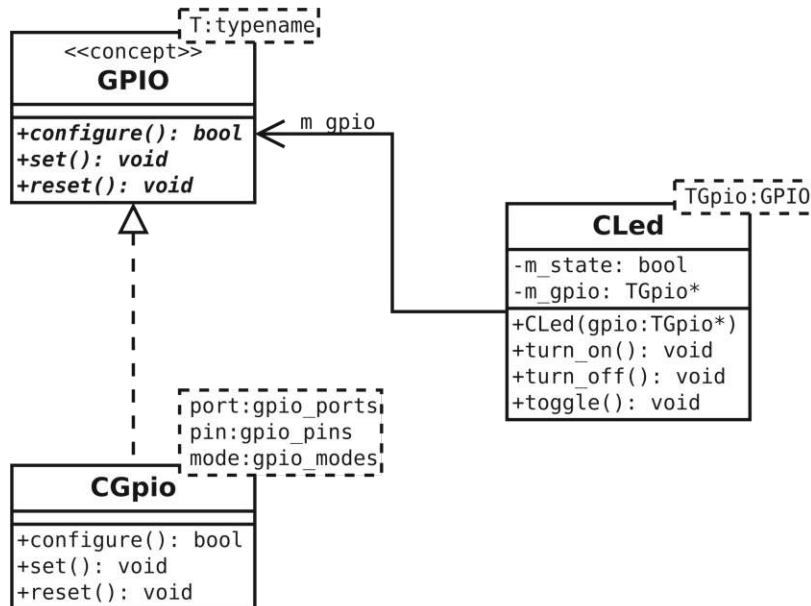 T:typename
<<concept>>
GPIO
+configure(): bool
+set(): void
+reset(): void
m_gpio
TGpio:GPIO
CLed
-m_state: bool
-m_gpio: TGpio*
+CLed(gpio:TGpio*)
+turn_on(): void
+turn_off(): void
+toggle(): void
port:gpio_ports
pin:gpio_pins
mode:gpio_modes
CGpio
+configure(): bool
+set(): void
+reset(): void